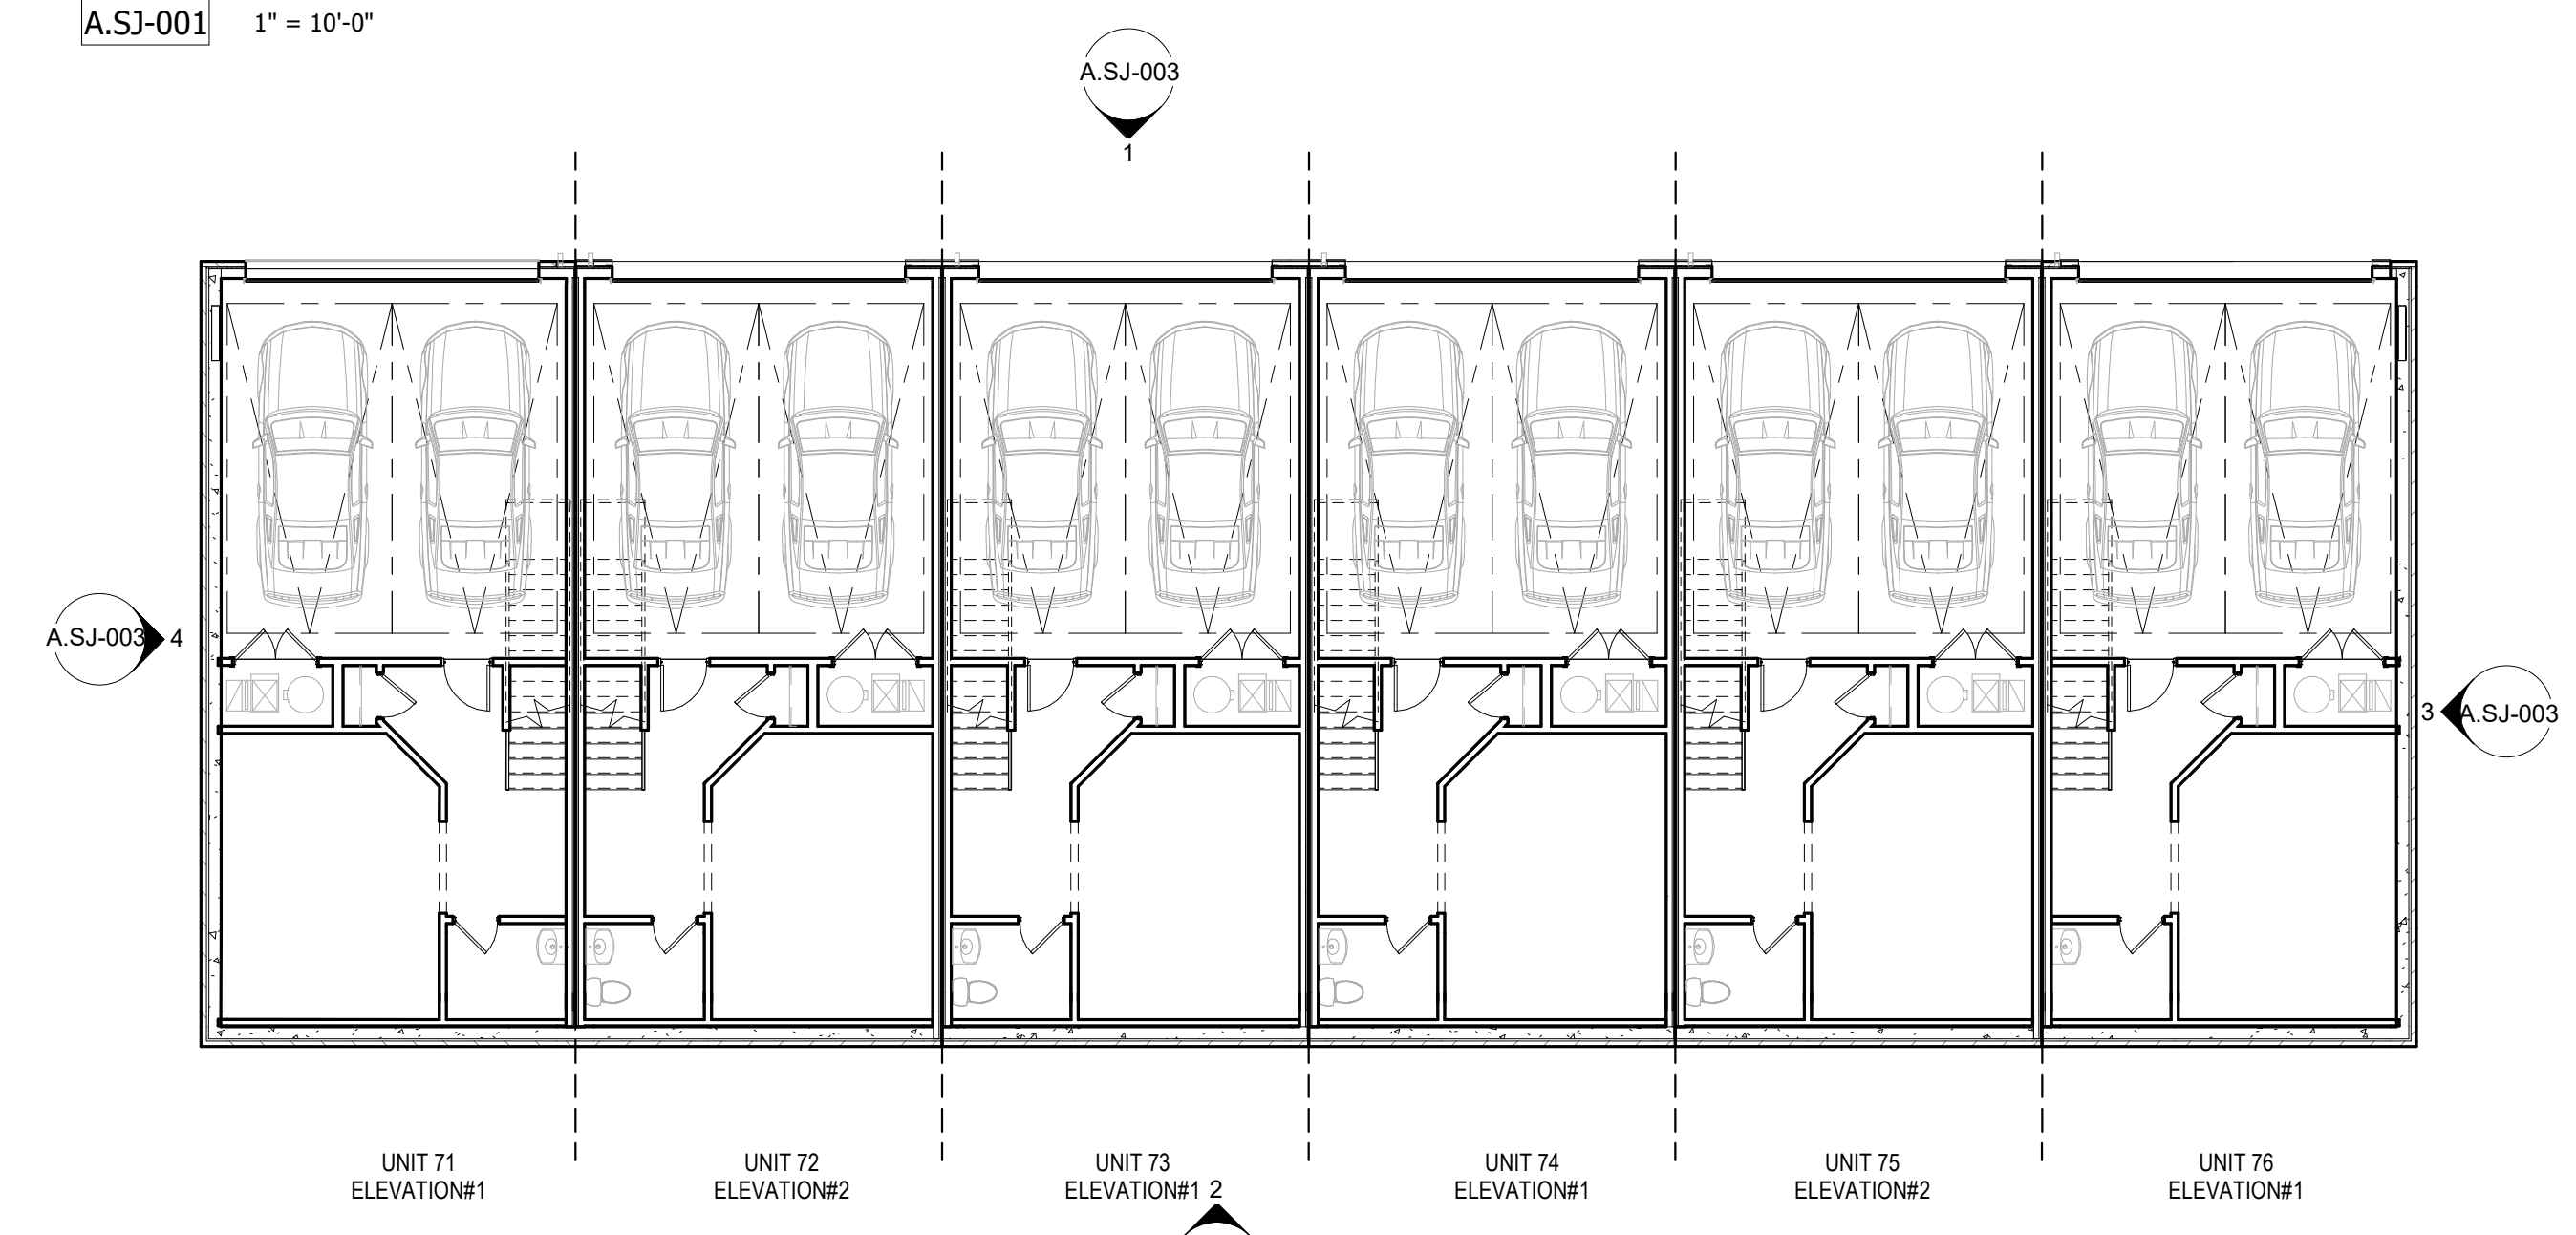 A.SJ-001 1" = 10'-0"
A.SJ-003
1
A.SJ-003 4
3 A.SJ-003
UNIT 71
ELEVATION#1
UNIT 72
ELEVATION#2
UNIT 73
ELEVATION#1 2
UNIT 74
ELEVATION#1
UNIT 75
ELEVATION#2
UNIT 76
ELEVATION#1